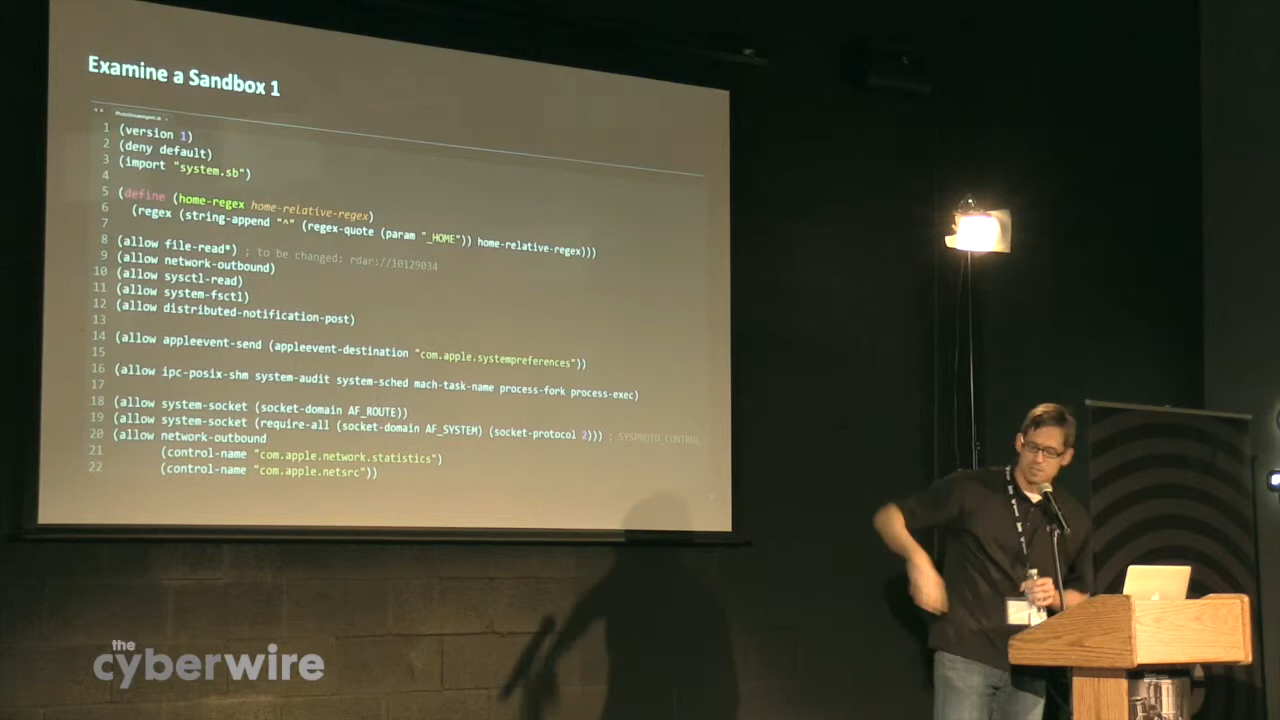 Examine a Sandbox 1
1 (version 1)
2 (deny default)
3 (import "system.sb")
4
5 (define (home-regex home-relative-regex)
6 (regex (string-append "^" (regex-quote (param "_HOME")) home-relative-regex)))
7
8 (allow file-read*) ; to be changed: rdar://10129034
9 (allow network-outbound)
10 (allow sysctl-read)
11 (allow system-fsctl)
12 (allow distributed-notification-post)
13
14 (allow appleevent-send (appleevent-destination "com.apple.systempreferences"))
15
16 (allow ipc-posix-shm system-audit system-sched mach-task-name process-fork process-exec)
17
18 (allow system-socket (socket-domain AF_ROUTE))
19 (allow system-socket (require-all (socket-domain AF_SYSTEM) (socket-protocol 2))) ; SYSPROTO_CONTROL
20 (allow network-outbound
21 (control-name "com.apple.network.statistics")
22 (control-name "com.apple.netsrc"))
the cyberwire